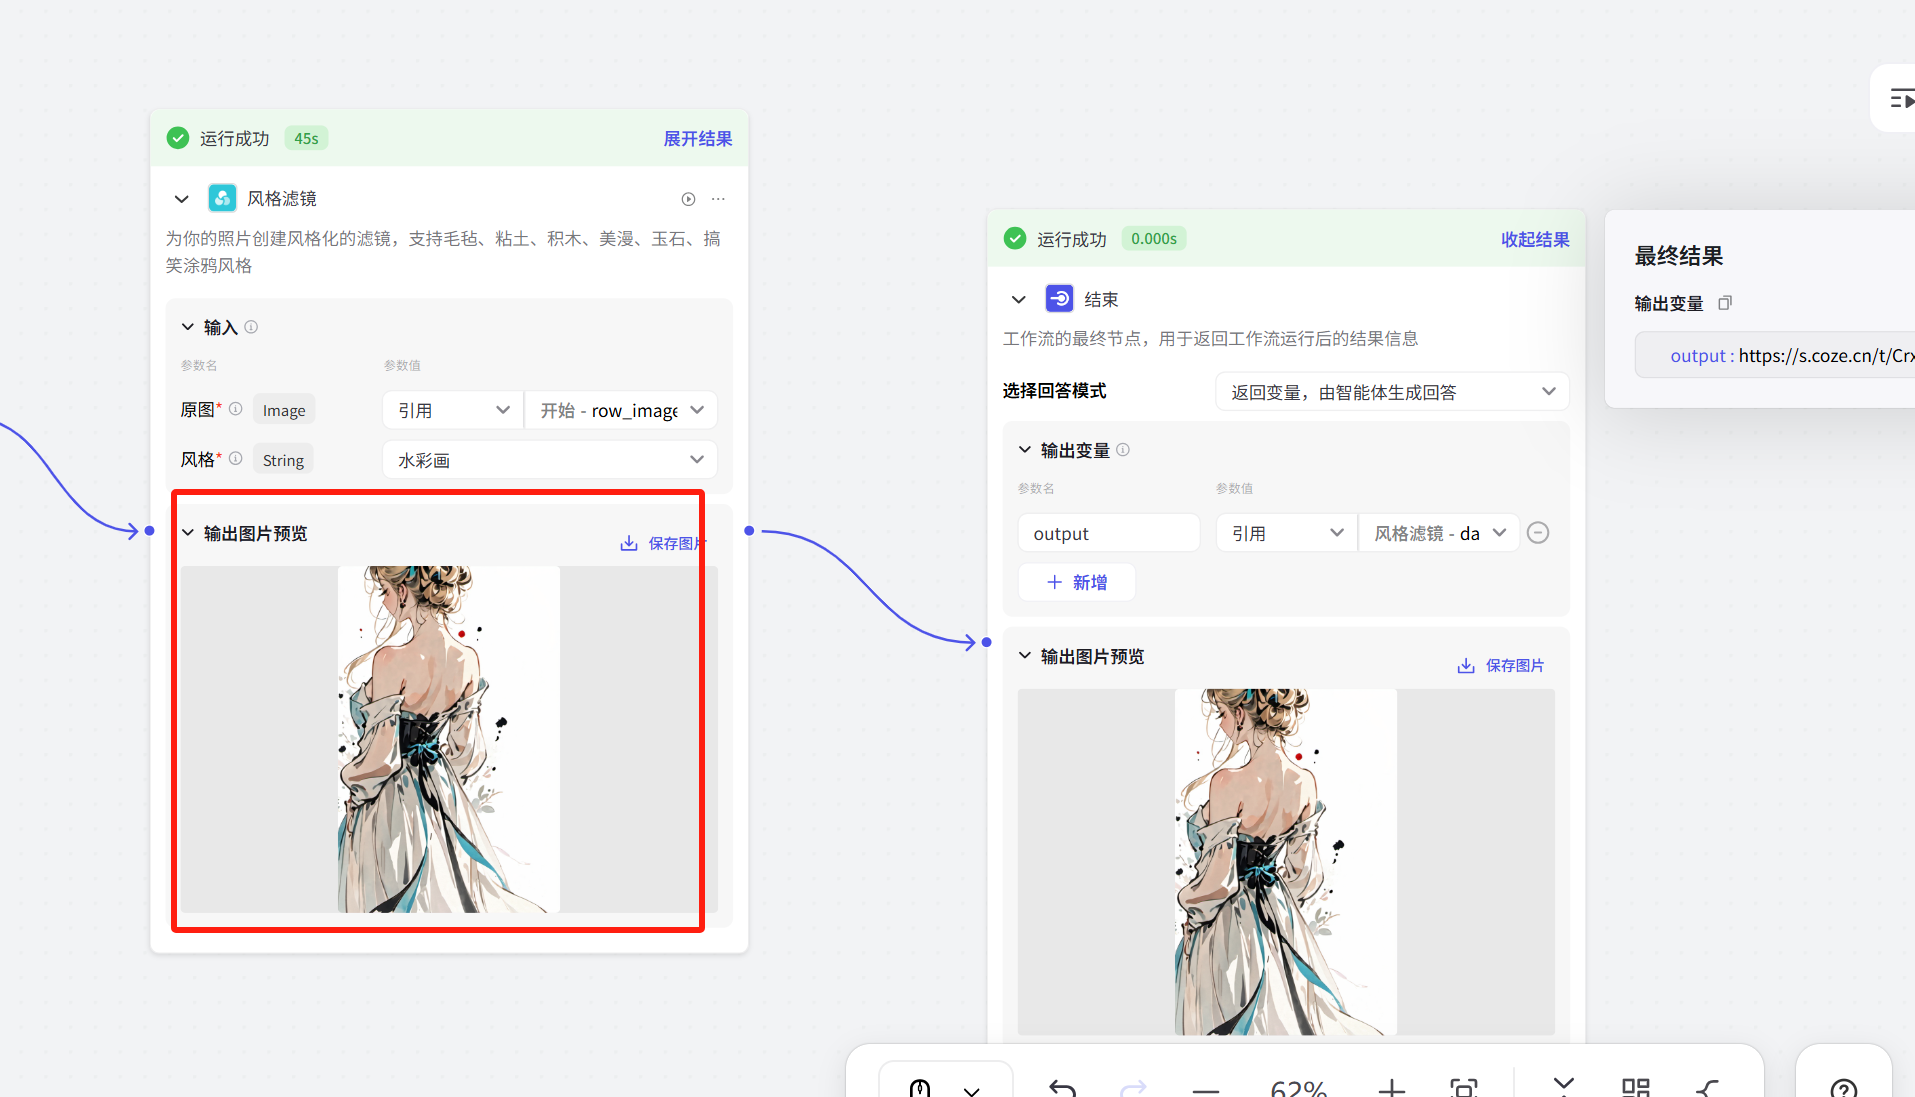 运行成功 45s 展开结果
风格滤镜
为你的照片创建风格化的滤镜，支持毛毡、粘土、积木、美漫、玉石、搞
笑涂鸦风格
输入
参数名 参数值
原图* Image 引用 开始 - row_image
风格* String 水彩画
输出图片预览
保存图片
运行成功 0.000s 收起结果
结束
工作流的最终节点，用于返回工作流运行后的结果信息
选择回答模式 返回变量，由智能体生成回答
输出变量
参数名 参数值
output 引用 风格滤镜 - da
新增
输出图片预览
保存图片
最终结果
输出变量
output : https://s.coze.cn/t/Crx
62%